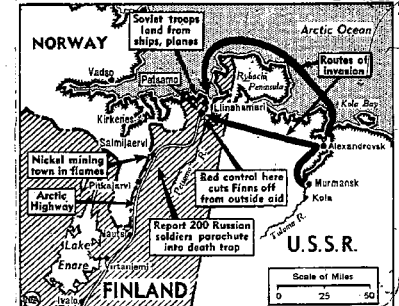 Soviet troops
land from
ships, planes
Arctic Ocean
NORWAY
Routes of
invasion
Vadso
Petsamo
Rybachi
Peninsula
Kola Bay
Kirkenes
Liinahamari
Salmijaervi
Alexandrovsk
Nickel mining
town in flames
Red control here
cuts Finns off
from outside aid
Pitkajarvi
Murmansk
Kola
Arctic
Highway
Report 200 Russian
soldiers parachute
into death trap
Tuloma R.
Nautsi
U.S.S.R.
Lake
Enare
Virtaniemi
Scale of Miles
0 25 50
Ivalo
FINLAND